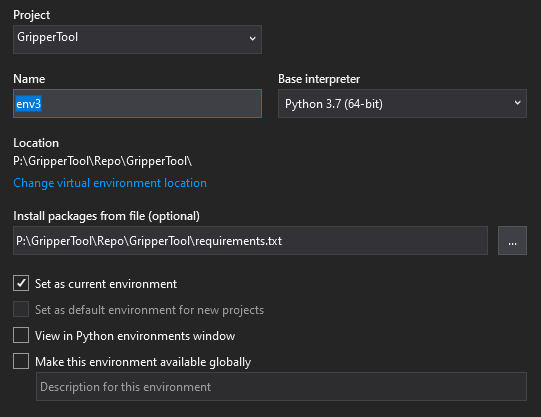 Project
GripperTool
Name
Base interpreter
env3
Python 3.7 (64-bit)
Location
P:\GripperTool\Repo\GripperTool\
Change virtual environment location
Install packages from file (optional)
P:\GripperTool\Repo\GripperTool\requirements.txt
...
Set as current environment
Set as default environment for new projects
View in Python environments window
Make this environment available globally
Description for this environment